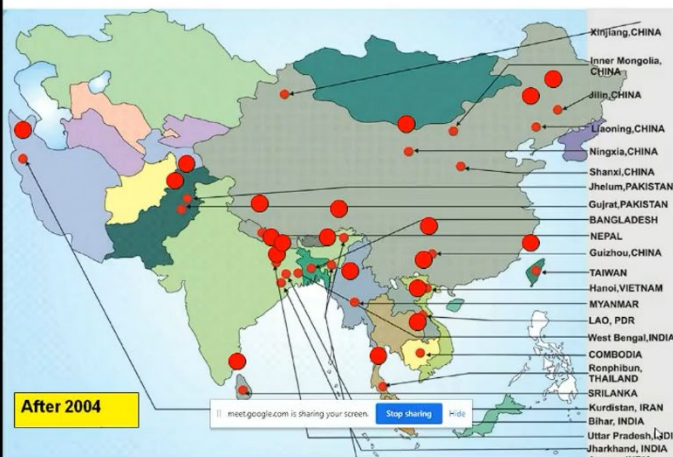 Xinjiang,CHINA
Inner Mongolia,
CHINA
Jilin,CHINA
Liaoning,CHINA
Ningxia,CHINA
Shanxi,CHINA
Jhelum,PAKISTAN
Gujrat,PAKISTAN
BANGLADESH
NEPAL
Guizhou,CHINA
TAIWAN
Hanoi,VIETNAM
MYANMAR
LAO, PDR
West Bengal,INDIA
COMBODIA
Ronphibun,
THAILAND
SRILANKA
Kurdistan, IRAN
Bihar, INDIA
Uttar Pradesh,
Jharkhand, INDIA
After 2004
meet.google.com is sharing your screen.
Stop sharing
Hide